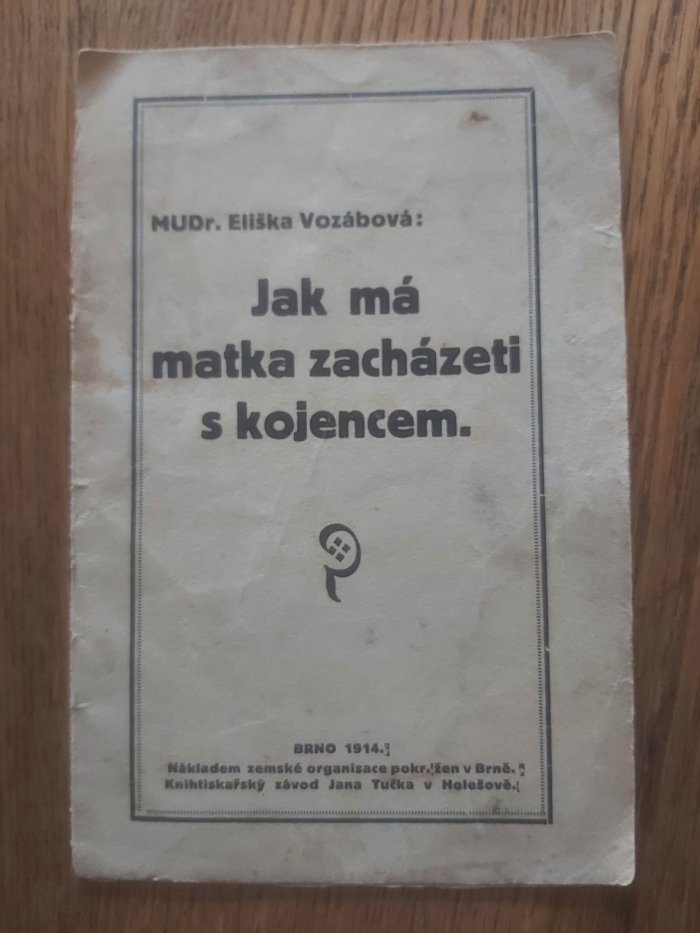 MUDr. Eliška Vozábová:
Jak má
matka zacházeti
s kojencem.
BRNO 1914.
Nákladem zemské organisace pokr. žen v Brně.
Knihtiskařský závod Jana Tučka v Holešově.